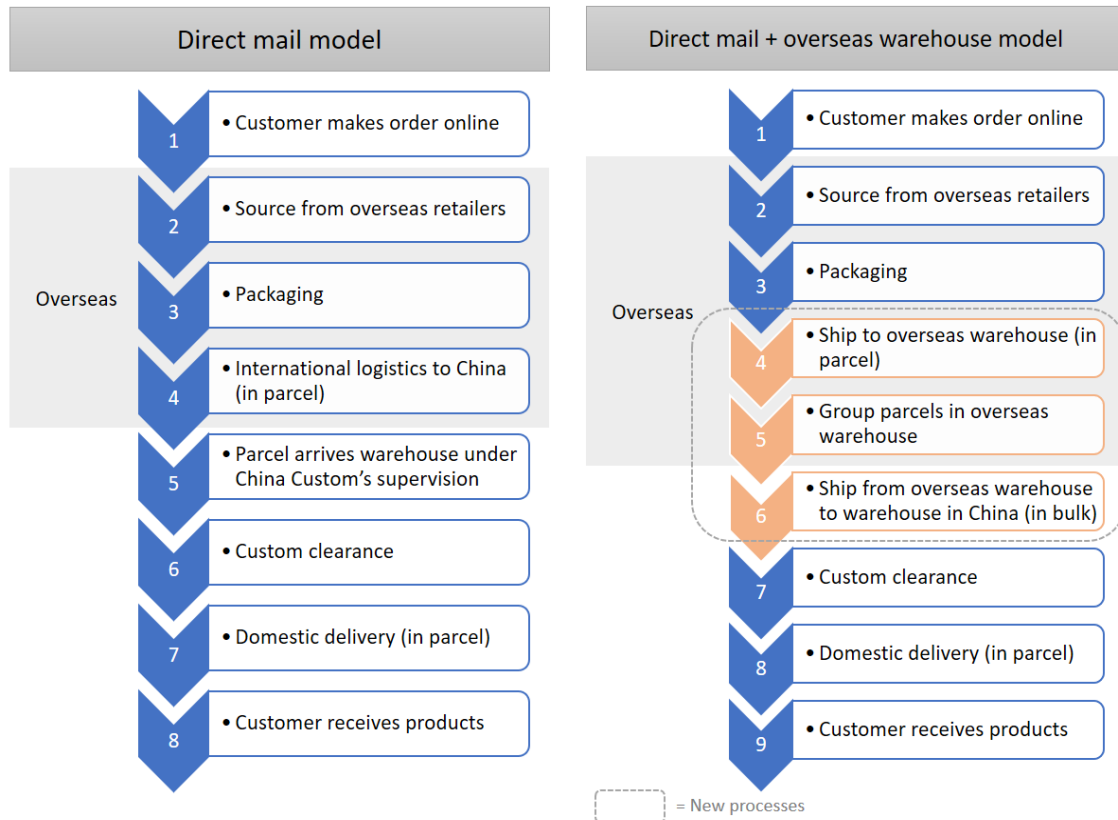 Direct mail model
1
• Customer makes order online
2
• Source from overseas retailers
Overseas
3
• Packaging
4
• International logistics to China
(in parcel)
5
• Parcel arrives warehouse under
China Custom's supervision
6
• Custom clearance
7
• Domestic delivery (in parcel)
8
• Customer receives products
Direct mail + overseas warehouse model
1
• Customer makes order online
2
• Source from overseas retailers
3
• Packaging
Overseas
4
• Ship to overseas warehouse (in
parcel)
5
• Group parcels in overseas
warehouse
6
• Ship from overseas warehouse
to warehouse in China (in bulk)
7
• Custom clearance
8
• Domestic delivery (in parcel)
9
• Customer receives products
= New processes